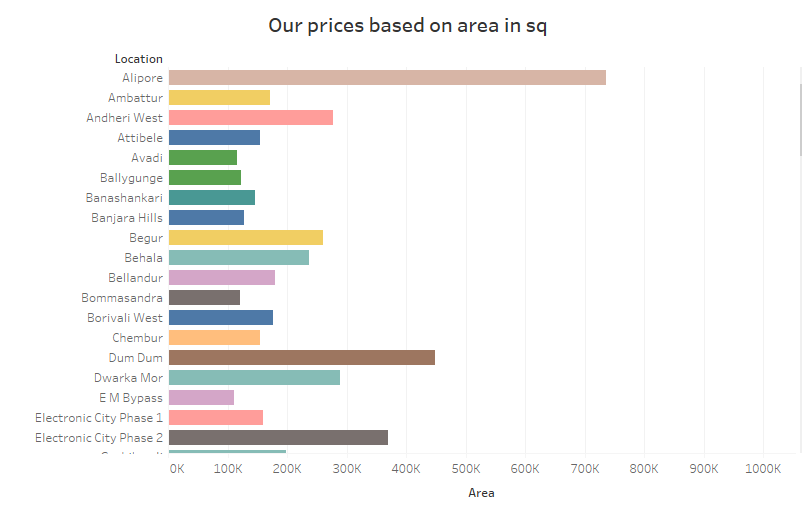 Our prices based on area in sq
Location
Alipore
Ambattur
Andheri West
Attibele
Avadi
Ballygunge
Banashankari
Banjara Hills
Begur
Behala
Bellandur
Bommasandra
Borivali West
Chembur
Dum Dum
Dwarka Mor
E M Bypass
Electronic City Phase 1
Electronic City Phase 2
0K 100K 200K 300K 400K 500K 600K 700K 800K 900K 1000K
Area